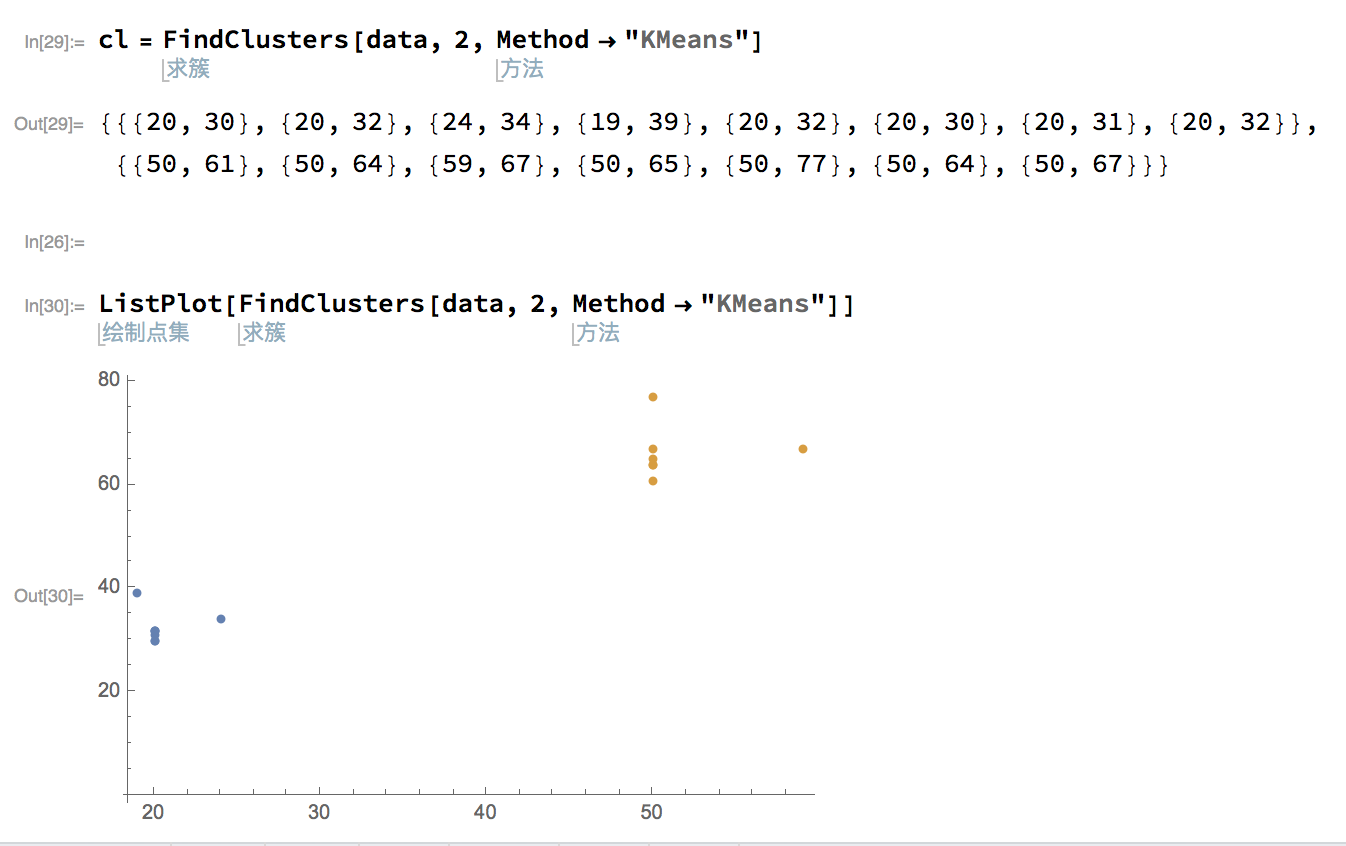 In[29]:= cl = FindClusters[data, 2, Method → "KMeans"]
求簇 方法
Out[29]= {{{20, 30}, {20, 32}, {24, 34}, {19, 39}, {20, 32}, {20, 30}, {20, 31}, {20, 32}},
{{50, 61}, {50, 64}, {59, 67}, {50, 65}, {50, 77}, {50, 64}, {50, 67}}}
In[26]:=
In[30]:= ListPlot[FindClusters[data, 2, Method → "KMeans"]]
绘制点集 求簇 方法
80
60
40
Out[30]=
20
20 30 40 50